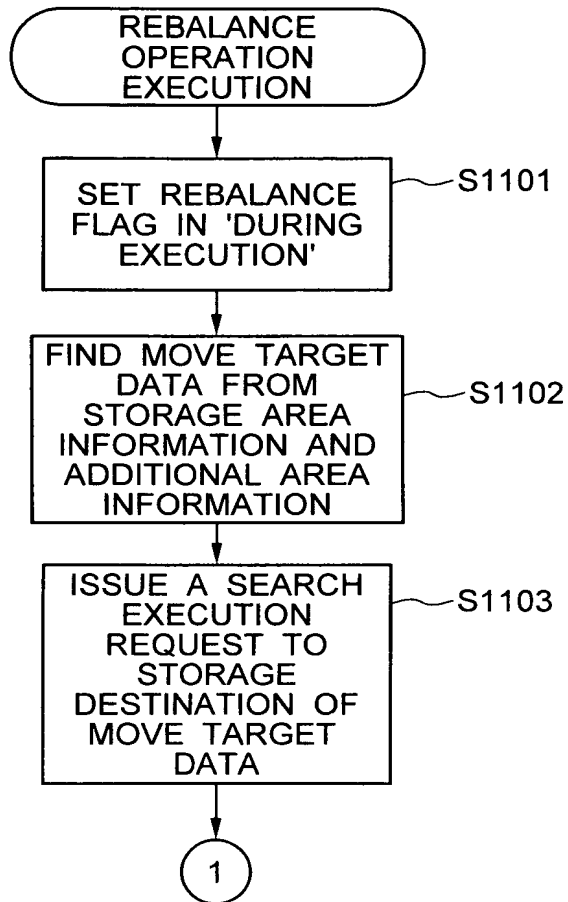 REBALANCE
OPERATION
EXECUTION
S1101
SET REBALANCE
FLAG IN 'DURING
EXECUTION'
FIND MOVE TARGET
DATA FROM
STORAGE AREA
INFORMATION AND
ADDITIONAL AREA
INFORMATION
S1102
ISSUE A SEARCH
EXECUTION
REQUEST TO
STORAGE
DESTINATION OF
MOVE TARGET
DATA
S1103
1